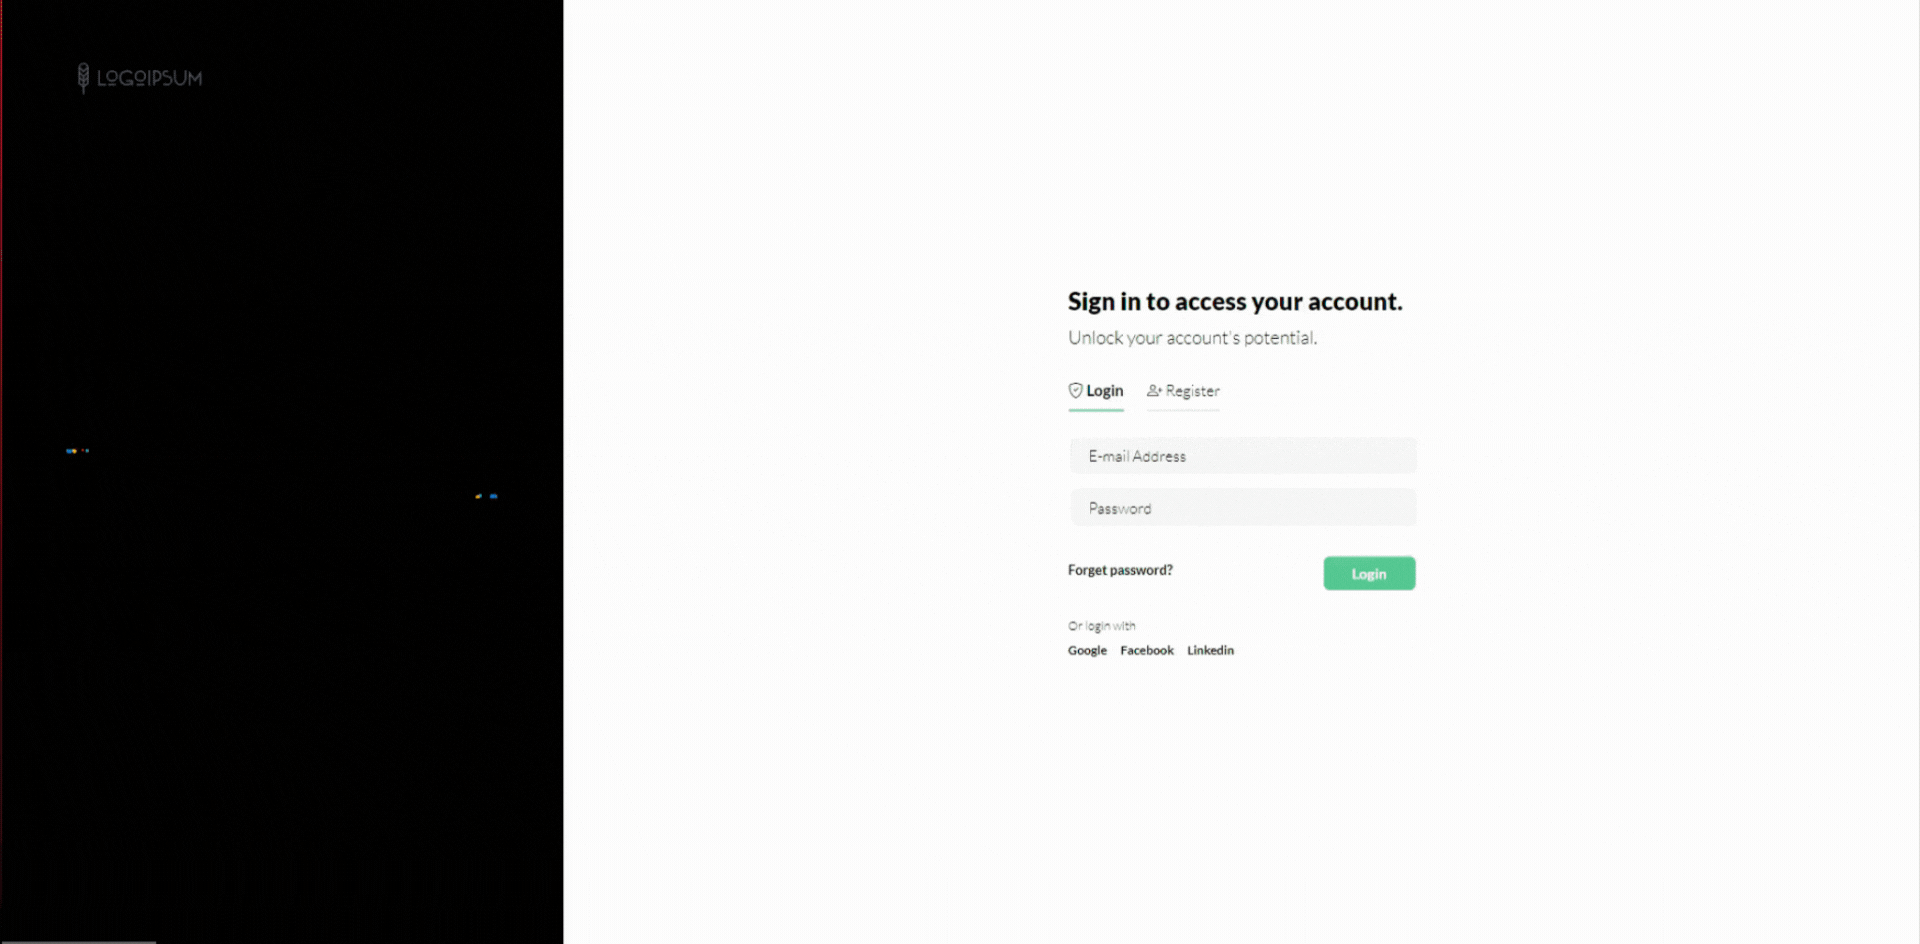 LOGOIPSUM
Sign in to access your account.
Unlock your account's potential.
Login Register
E-mail Address
Password
Forget password? Login
Or login with
Google Facebook Linkedin